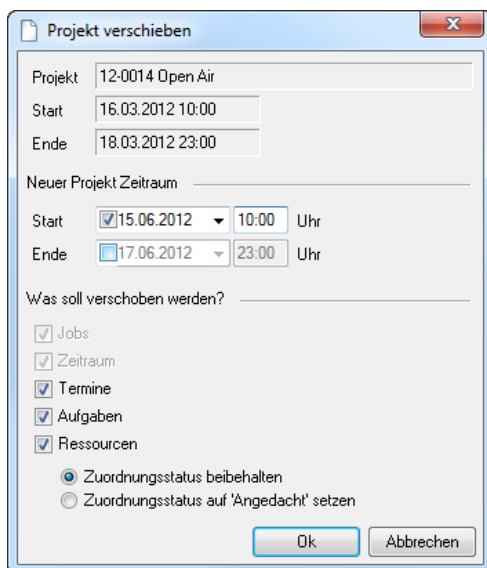 Projekt verschieben
Projekt 12-0014 Open Air
Start 16.03.2012 10:00
Ende 18.03.2012 23:00
Neuer Projekt Zeitraum
Start 15.06.2012 10:00 Uhr
Ende 17.06.2012 23:00 Uhr
Was soll verschoben werden?
Jobs
Zeitraum
Termine
Aufgaben
Ressourcen
Zuordnungsstatus beibehalten
Zuordnungsstatus auf 'Angedacht' setzen
Ok Abbrechen